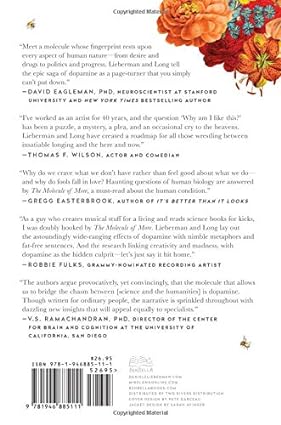 "Meet a molecule whose fingerprint rests upon
every aspect of human nature—from desire and
drugs to politics and progress. Lieberman and Long tell
the epic saga of dopamine as a page-turner that you simply
can't put down."
—DAVID EAGLEMAN, PhD, NEUROSCIENTIST AT STANFORD
UNIVERSITY AND NEW YORK TIMES BESTSELLING AUTHOR
"I've worked as an artist for 40 years, and the question 'Why am I like this?'
has been a puzzle, a mystery, a plea, and an occasional cry to the heavens.
Lieberman and Long have created a roadmap for all those wrestling between
insatiable longing and the here and now."
—THOMAS F. WILSON, ACTOR AND COMEDIAN
"Why do we crave what we don't have rather than feel good about what we do—
and why do fools fall in love? Haunting questions of human biology are answered
by The Molecule of More, a must-read about the human condition."
—GREGG EASTERBROOK, AUTHOR OF IT'S BETTER THAN IT LOOKS
"As a guy who creates musical stuff for a living and reads science books for kicks,
I was doubly hooked by The Molecule of More. Lieberman and Long lay out
the astoundingly wide-ranging effects of dopamine with nimble metaphors and
fat-free sentences. And the research linking creativity and madness, with
dopamine as the hidden culprit—let's just say it hit home."
—ROBBIE FULKS, GRAMMY-NOMINATED RECORDING ARTIST
"The authors argue provocatively, yet convincingly, that the molecule that allows
us to bridge the chasm between [science and the humanities] is dopamine.
Though written for ordinary people, the narrative is sprinkled throughout with
dazzling new insights that will appeal equally to specialists."
—V.S. RAMACHANDRAN, PhD, DIRECTOR OF THE CENTER
FOR BRAIN AND COGNITION AT THE UNIVERSITY OF
CALIFORNIA, SAN DIEGO
$26.95
ISBN 978-1-946885-11-1
52695>
9 781946 885111
BENBELLA
DISTRIBUTED BY TWO RIVERS DISTRIBUTION
COVER DESIGN BY PETE GARCEAU
JACKET DESIGN BY SARAH AVINGER